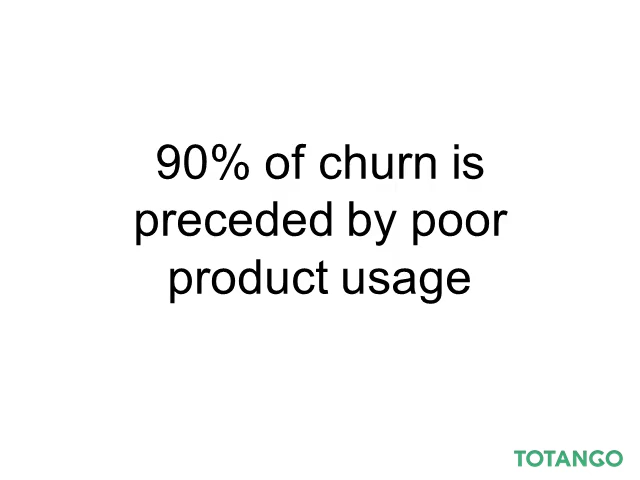 90% of churn is
preceded by poor
product usage
TOTANGO